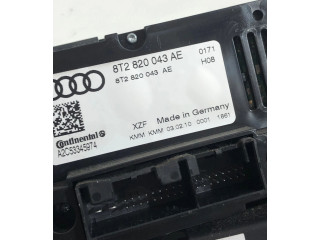 8T2 820 043 AE
8T2 820 043 AE
0171
H08
Continental
A2C53345974
XZF Made in Germany
KMM KMM 03.02.10 0001 1861